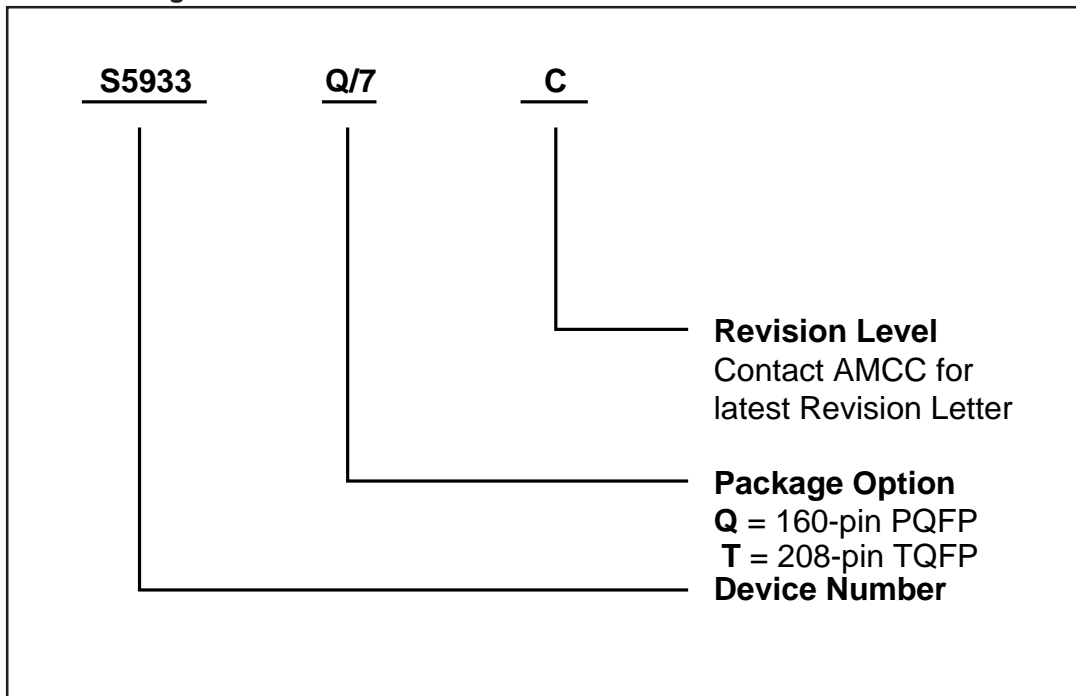 S5933 Q/7 C
Revision Level
Contact AMCC for
latest Revision Letter
Package Option
Q = 160-pin PQFP
T = 208-pin TQFP
Device Number